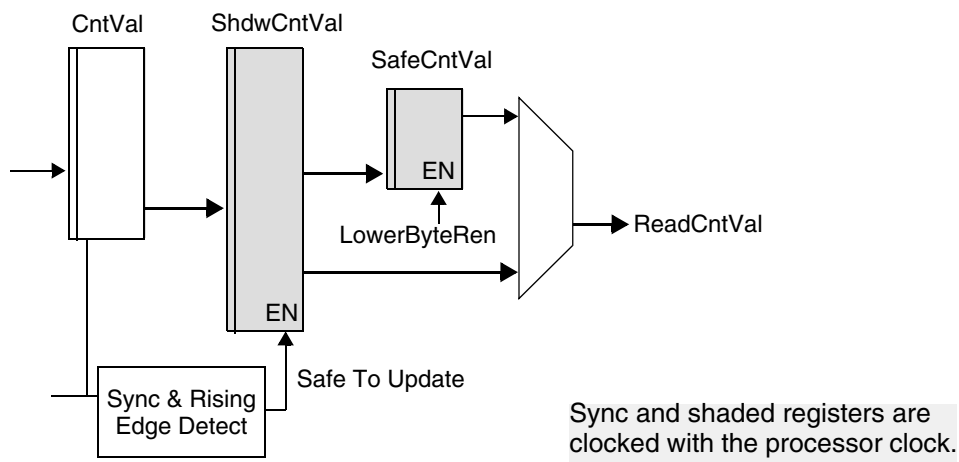 CntVal
ShdwCntVal
SafeCntVal
EN
LowerByteRen
ReadCntVal
EN
Safe To Update
Sync & Rising
Edge Detect
Sync and shaded registers are
clocked with the processor clock.